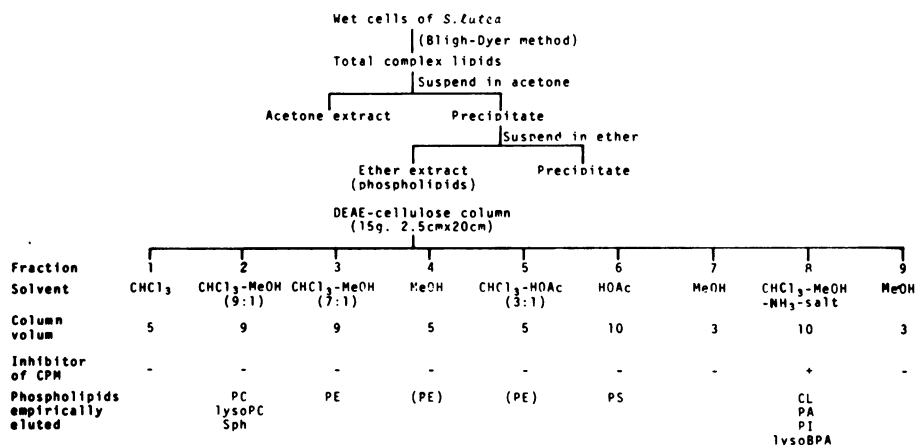 Wet cells of S.lutea
(Bligh-Dyer method)
Total complex lipids
Suspend in acetone
Acetone extract Precipitate
Suspend in ether
Ether extract Precipitate
(phospholipids)
DEAE-cellulose column
(15g. 2.5cmx20cm)
Fraction 1 2 3 4 5 6 7 8 9
Solvent CHCl3 CHCl3-MeOH CHCl3-MeOH MeOH CHCl3-HOAc HOAc MeOH CHCl3-MeOH MeOH
(9:1) (7:1) (3:1) -NH3-salt
Column 5 9 9 5 5 10 3 10 3
volum
Inhibitor - - - - - - - + -
of CPM
Phospholipids PC PE (PE) (PE) PS CL
empirically lysoPC PA
eluted Sph PI
lysoBPA